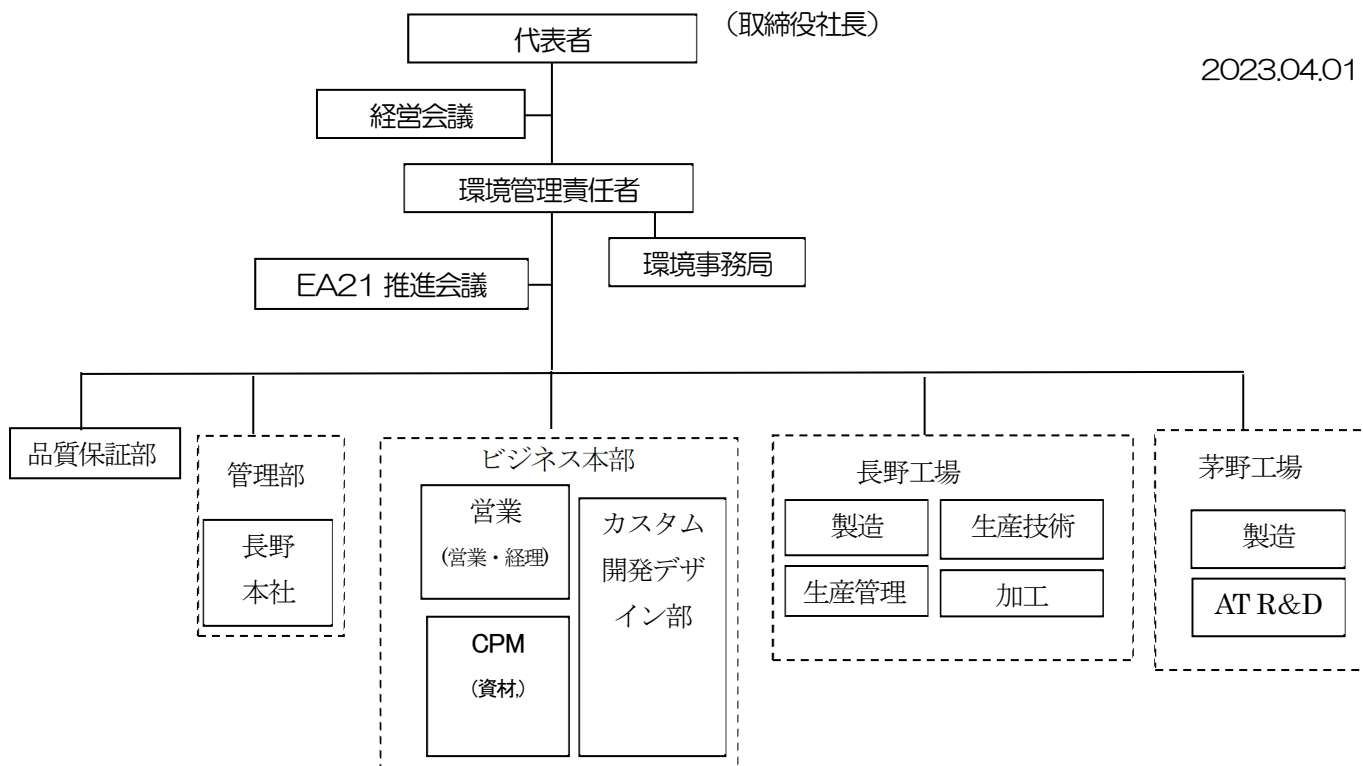 代表者
(取締役社長)
2023.04.01
経営会議
環境管理責任者
環境事務局
EA21 推進会議
品質保証部
管理部
長野
本社
ビジネス本部
営業
(営業・経理)
CPM
(資材,)
カスタム
開発デザ
イン部
長野工場
製造
生産技術
生産管理
加工
茅野工場
製造
AT R&D